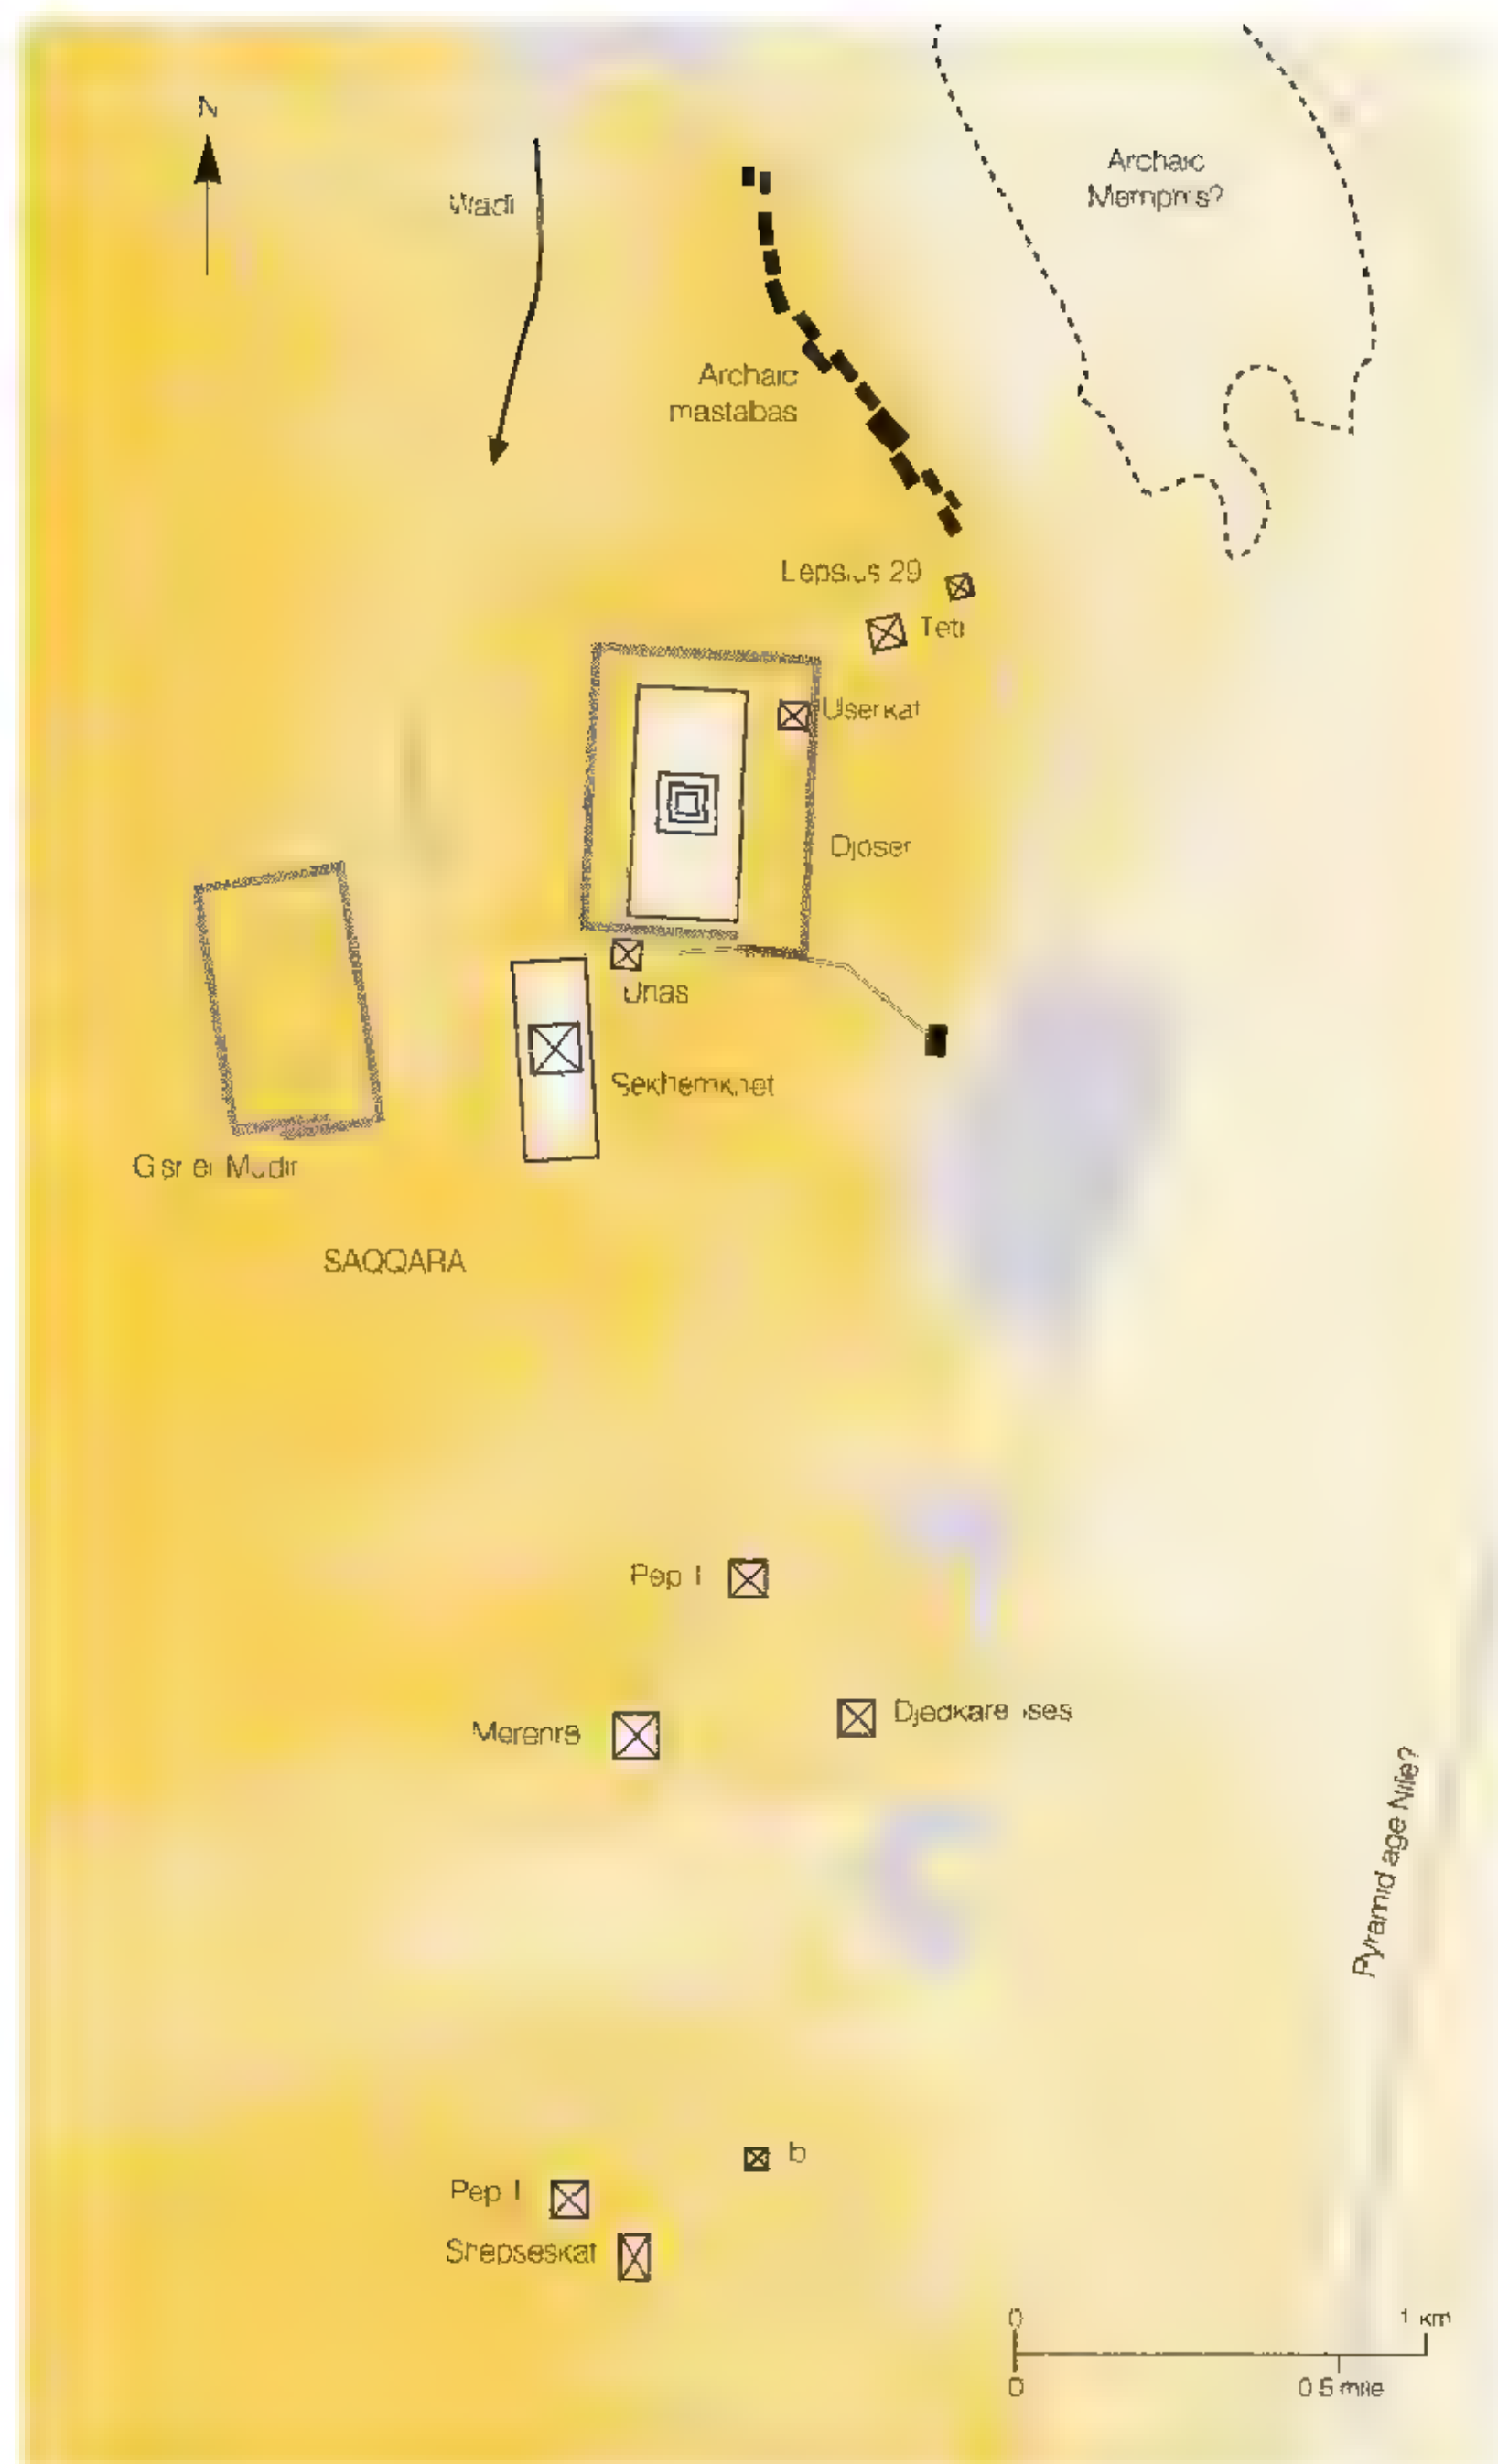 N
Wadi
Archaic
Memphis?
Archaic
mastabas
Lepsius 29
Teti
Userkaf
Djoser
Unas
Sekhemkhet
Gisr el Mudir
SAQQARA
Pepi I
Merenre
Djedkare Isesi
Pyramid age Nile?
Ibi
Pepi II
Shepseskaf
0
1 km
0
0.5 mile